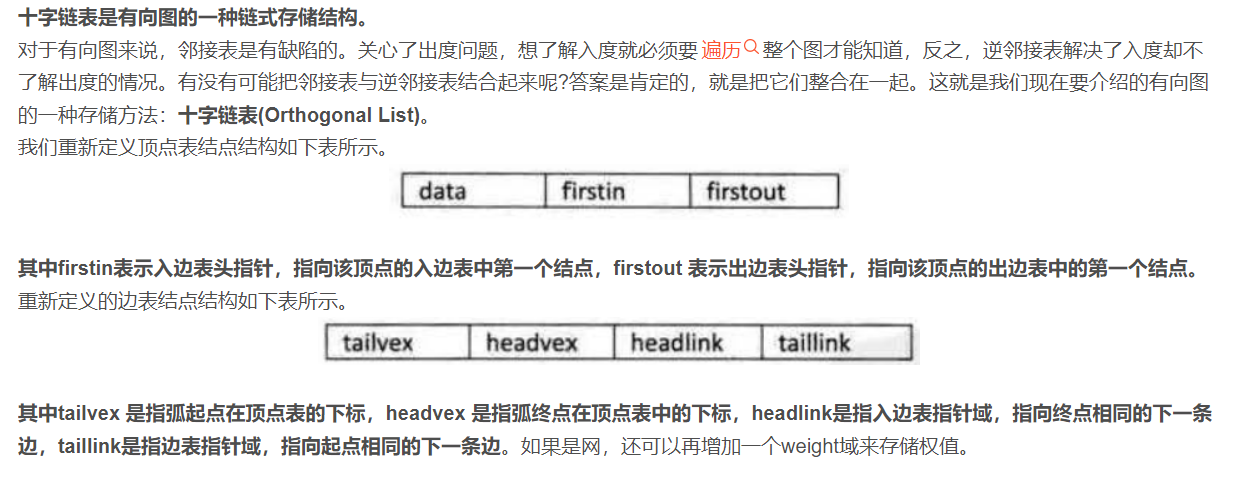 十字链表是有向图的一种链式存储结构。
对于有向图来说，邻接表是有缺陷的。关心了出度问题，想了解入度就必须要 遍历 整个图才能知道，反之，逆邻接表解决了入度却不
了解出度的情况。有没有可能把邻接表与逆邻接表结合起来呢?答案是肯定的，就是把它们整合在一起。这就是我们现在要介绍的有向图
的一种存储方法：十字链表(Orthogonal List)。
我们重新定义顶点表结点结构如下表所示。
data firstin firstout
其中firstin表示入边表头指针，指向该顶点的入边表中第一个结点，firstout 表示出边表头指针，指向该顶点的出边表中的第一个结点。
重新定义的边表结点结构如下表所示。
tailvex headvex headlink taillink
其中tailvex 是指弧起点在顶点表的下标，headvex 是指弧终点在顶点表中的下标，headlink是指入边表指针域，指向终点相同的下一条
边，taillink是指边表指针域，指向起点相同的下一条边。如果是网，还可以再增加一个weight域来存储权值。